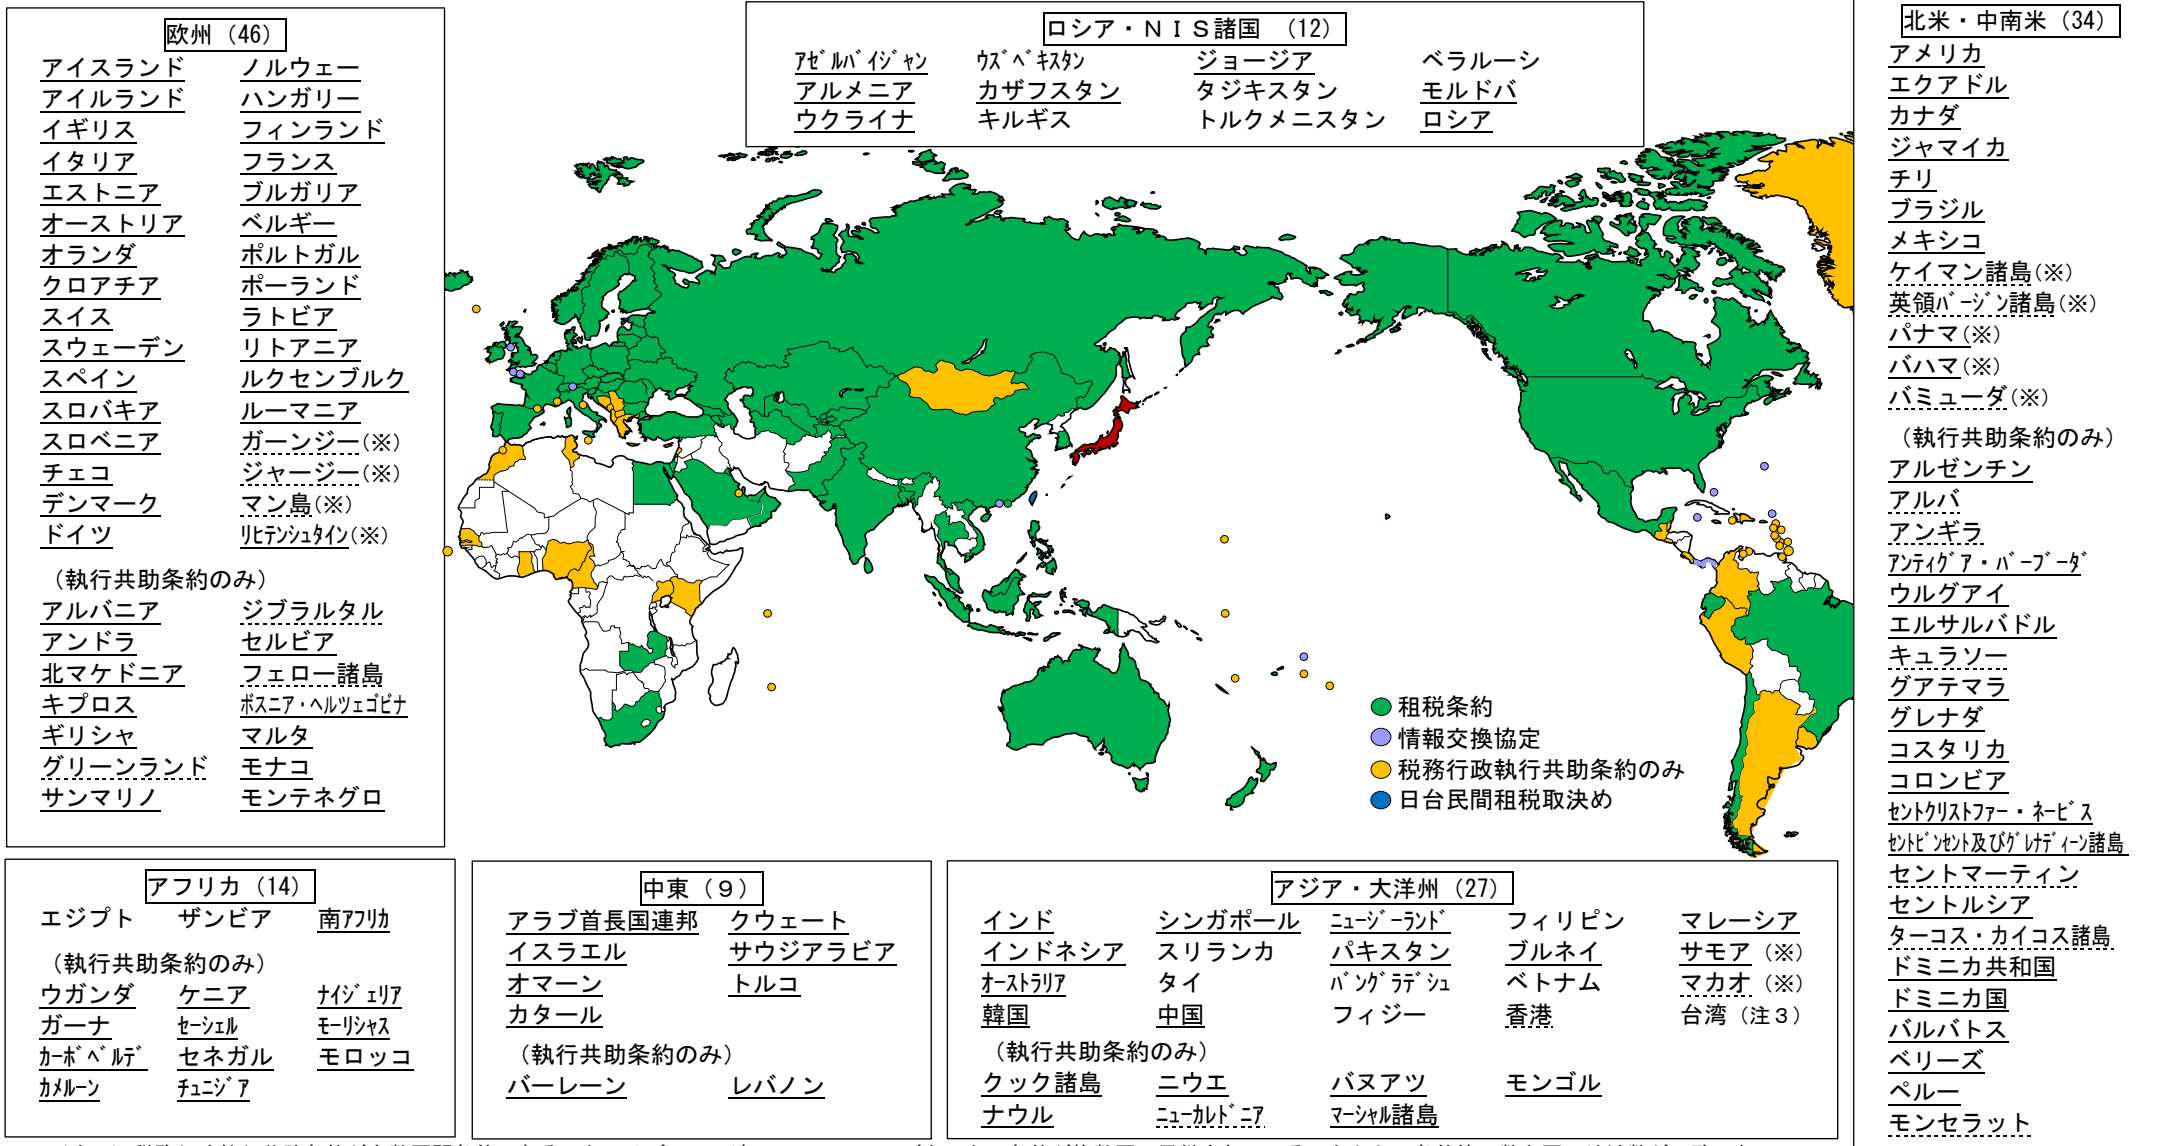 欧州（46）
アイスランド ノルウェー
アイルランド ハンガリー
イギリス フィンランド
イタリア フランス
エストニア ブルガリア
オーストリア ベルギー
オランダ ポルトガル
クロアチア ポーランド
スイス ラトビア
スウェーデン リトアニア
スペイン ルクセンブルク
スロバキア ルーマニア
スロベニア ガーンジー(※)
チェコ ジャージー(※)
デンマーク マン島(※)
ドイツ ﾘﾋﾃﾝｼｭﾀｲﾝ(※)
（執行共助条約のみ）
アルバニア ジブラルタル
アンドラ セルビア
北マケドニア フェロー諸島
キプロス ﾎﾞｽﾆｱ・ﾍﾙﾂｪｺﾞﾋﾞﾅ
ギリシャ マルタ
グリーンランド モナコ
サンマリノ モンテネグロ
ロシア・ＮＩＳ諸国 （12）
ｱｾﾞﾙﾊﾞｲｼﾞｬﾝ ｳｽﾞﾍﾞｷｽﾀﾝ ジョージア ベラルーシ
アルメニア カザフスタン タジキスタン モルドバ
ウクライナ キルギス トルクメニスタン ロシア
北米・中南米（34）
アメリカ
エクアドル
カナダ
ジャマイカ
チリ
ブラジル
メキシコ
ケイマン諸島(※)
英領ﾊﾞｰｼﾞﾝ諸島(※)
パナマ(※)
バハマ(※)
バミューダ(※)
（執行共助条約のみ）
アルゼンチン
アルバ
アンギラ
ｱﾝﾃｨｸﾞｱ・ﾊﾞｰﾌﾞｰﾀﾞ
ウルグアイ
エルサルバドル
キュラソー
グアテマラ
グレナダ
コスタリカ
コロンビア
ｾﾝﾄｸﾘｽﾄﾌｧｰ・ﾈｰﾋﾞｽ
ｾﾝﾄﾋﾞﾝｾﾝﾄ及びｸﾞﾚﾅﾃﾞｨｰﾝ諸島
セントマーティン
セントルシア
ターコス・カイコス諸島
ドミニカ共和国
ドミニカ国
バルバトス
ベリーズ
ペルー
モンセラット
租税条約
情報交換協定
税務行政執行共助条約のみ
日台民間租税取決め
アフリカ（14）
エジプト ザンビア 南ｱﾌﾘｶ
（執行共助条約のみ）
ウガンダ ケニア ﾅｲｼﾞｪﾘｱ
ガーナ ｾｰｼｪﾙ ﾓｰﾘｼｬｽ
ｶｰﾎﾞﾍﾞﾙﾃﾞ セネガル モロッコ
ｶﾒﾙｰﾝ ﾁｭﾆｼﾞｱ
中東（９）
アラブ首長国連邦 クウェート
イスラエル サウジアラビア
オマーン トルコ
カタール
（執行共助条約のみ）
バーレーン レバノン
アジア・大洋州（27）
インド シンガポール ﾆｭｰｼﾞｰﾗﾝﾄﾞ フィリピン マレーシア
インドネシア スリランカ パキスタン ブルネイ サモア（※）
ｵｰｽﾄﾗﾘｱ タイ ﾊﾞﾝｸﾞﾗﾃﾞｼｭ ベトナム マカオ（※）
韓国 中国 フィジー 香港 台湾（注３）
（執行共助条約のみ）
クック諸島 ニウエ バヌアツ モンゴル
ナウル ﾆｭｰｶﾚﾄﾞﾆｱ ﾏｰｼｬﾙ諸島